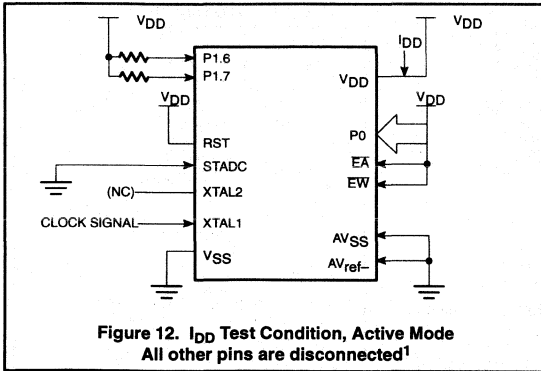 VDD
VDD
IDD
P1.6
P1.7
VDD
VDD
VDD
P0
RST
STADC
EA
(NC)
XTAL2
EW
CLOCK SIGNAL
XTAL1
AVSS
VSS
AVref–
Figure 12. IDD Test Condition, Active Mode
All other pins are disconnected1